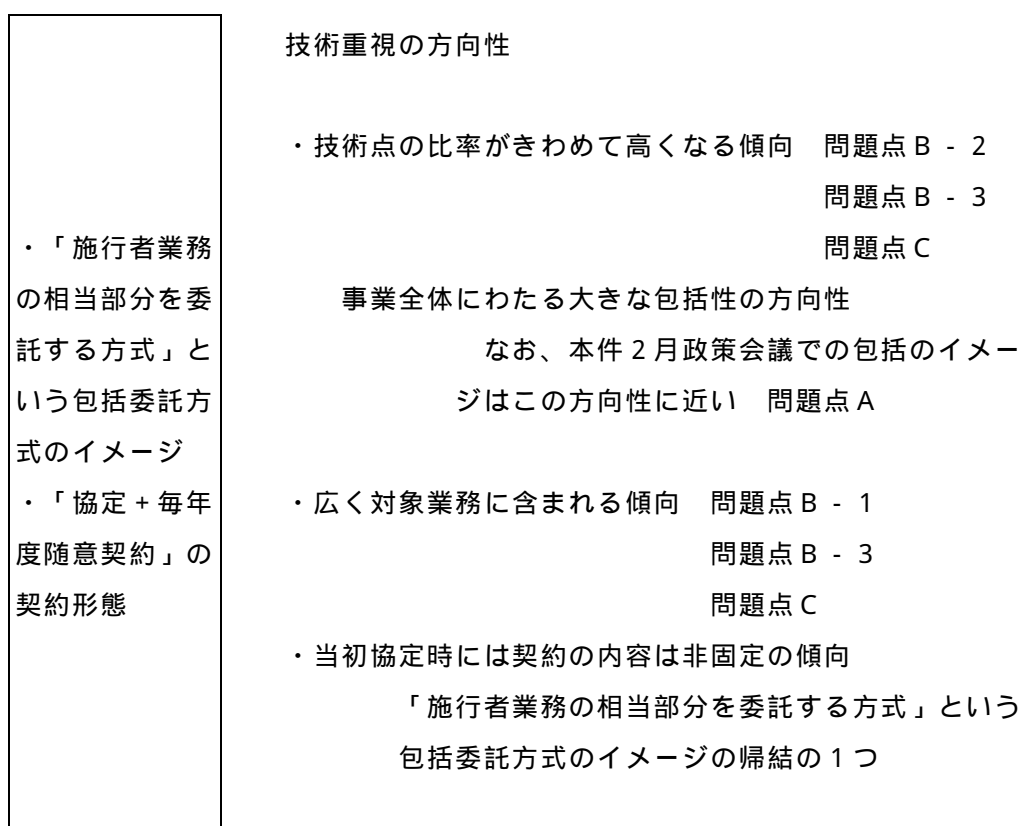 ・「施行者業務
の相当部分を委
託する方式」と
いう包括委託方
式のイメージ
・「協定+毎年
度随意契約」の
契約形態
技術重視の方向性
・技術点の比率がきわめて高くなる傾向　問題点B-2
問題点B-3
問題点C
事業全体にわたる大きな包括性の方向性
なお、本件2月政策会議での包括のイメー
ジはこの方向性に近い　問題点A
・広く対象業務に含まれる傾向　問題点B-1
問題点B-3
問題点C
・当初協定時には契約の内容は非固定の傾向
「施行者業務の相当部分を委託する方式」という
包括委託方式のイメージの帰結の1つ